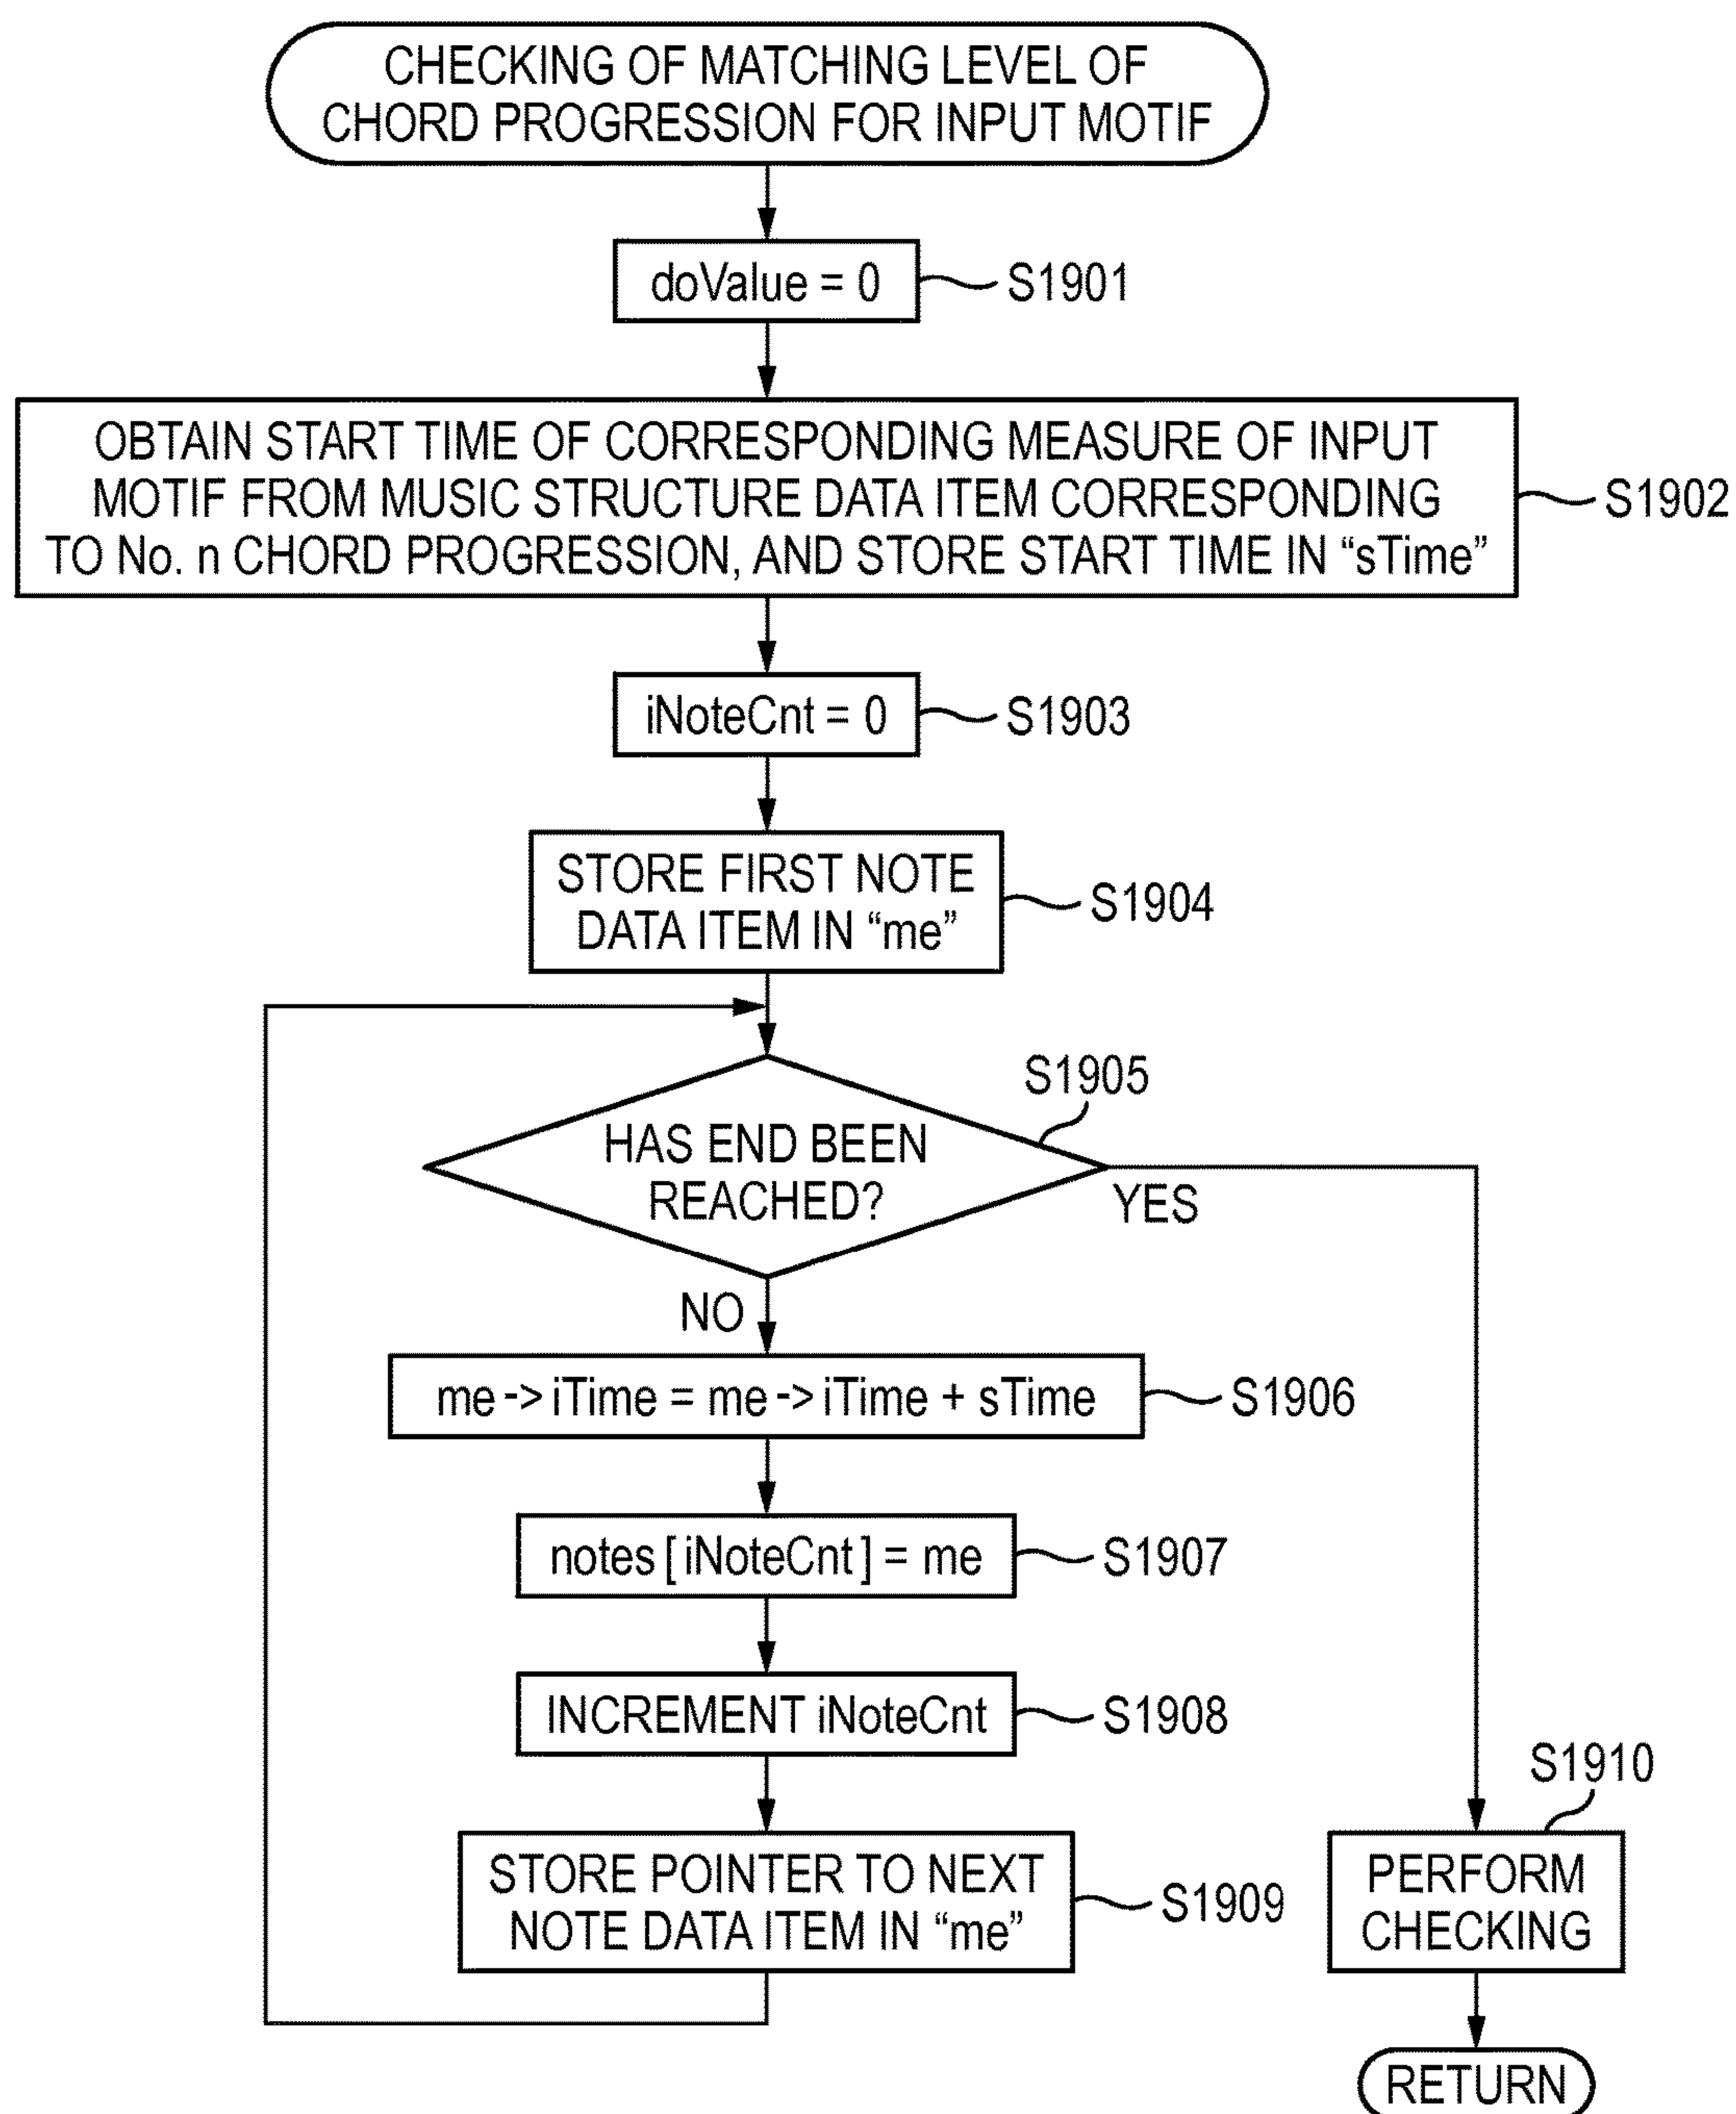 CHECKING OF MATCHING LEVEL OF
CHORD PROGRESSION FOR INPUT MOTIF
doValue = 0
S1901
OBTAIN START TIME OF CORRESPONDING MEASURE OF INPUT
MOTIF FROM MUSIC STRUCTURE DATA ITEM CORRESPONDING
TO No. n CHORD PROGRESSION, AND STORE START TIME IN “sTime”
S1902
iNoteCnt = 0
S1903
STORE FIRST NOTE
DATA ITEM IN “me”
S1904
S1905
HAS END BEEN
REACHED?
YES
NO
me -> iTime = me -> iTime + sTime
S1906
notes [ iNoteCnt ] = me
S1907
INCREMENT iNoteCnt
S1908
STORE POINTER TO NEXT
NOTE DATA ITEM IN “me”
S1909
S1910
PERFORM
CHECKING
RETURN